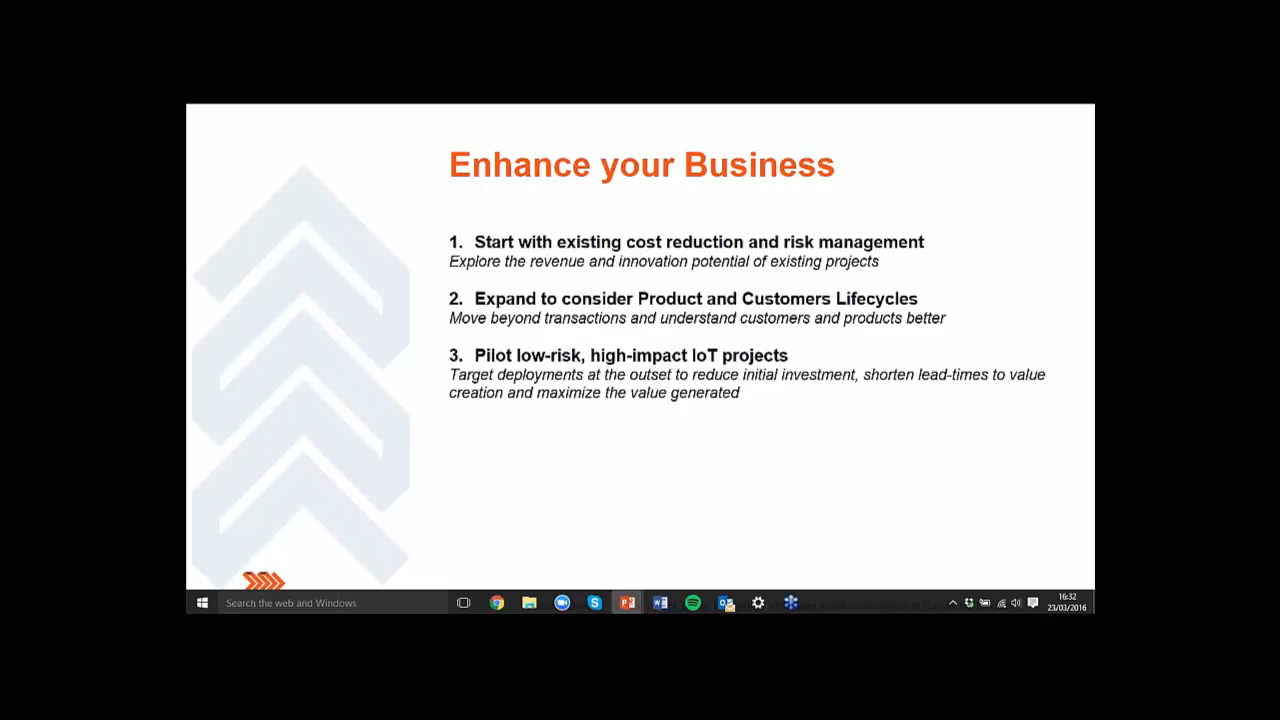 Enhance your Business
1. Start with existing cost reduction and risk management
Explore the revenue and innovation potential of existing projects
2. Expand to consider Product and Customers Lifecycles
Move beyond transactions and understand customers and products better
3. Pilot low-risk, high-impact IoT projects
Target deployments at the outset to reduce initial investment, shorten lead-times to value
creation and maximize the value generated
Search the web and Windows
16:32
23/03/2016